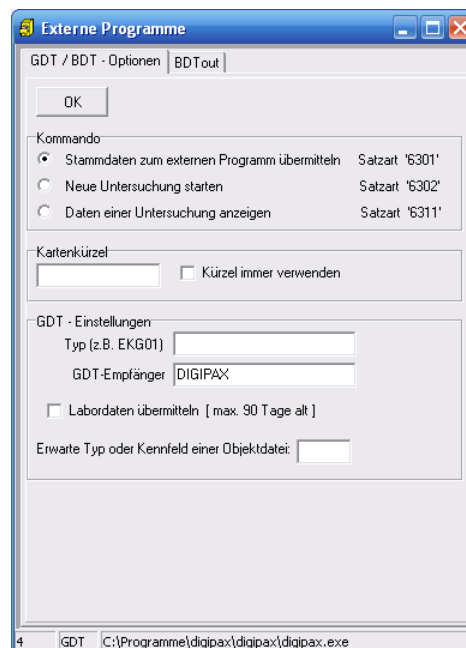 Externe Programme
GDT / BDT - Optionen BDTout
OK
Kommando
Stammdaten zum externen Programm übermitteln Satzart '6301'
Neue Untersuchung starten Satzart '6302'
Daten einer Untersuchung anzeigen Satzart '6311'
Kartenkürzel
Kürzel immer verwenden
GDT - Einstellungen
Typ (z.B. EKG01)
GDT-Empfänger DIGIPAX
Labordaten übermitteln [ max. 90 Tage alt ]
Erwarte Typ oder Kennfeld einer Objektdatei:
4 GDT C:\Programme\digipax\digipax\digipax.exe